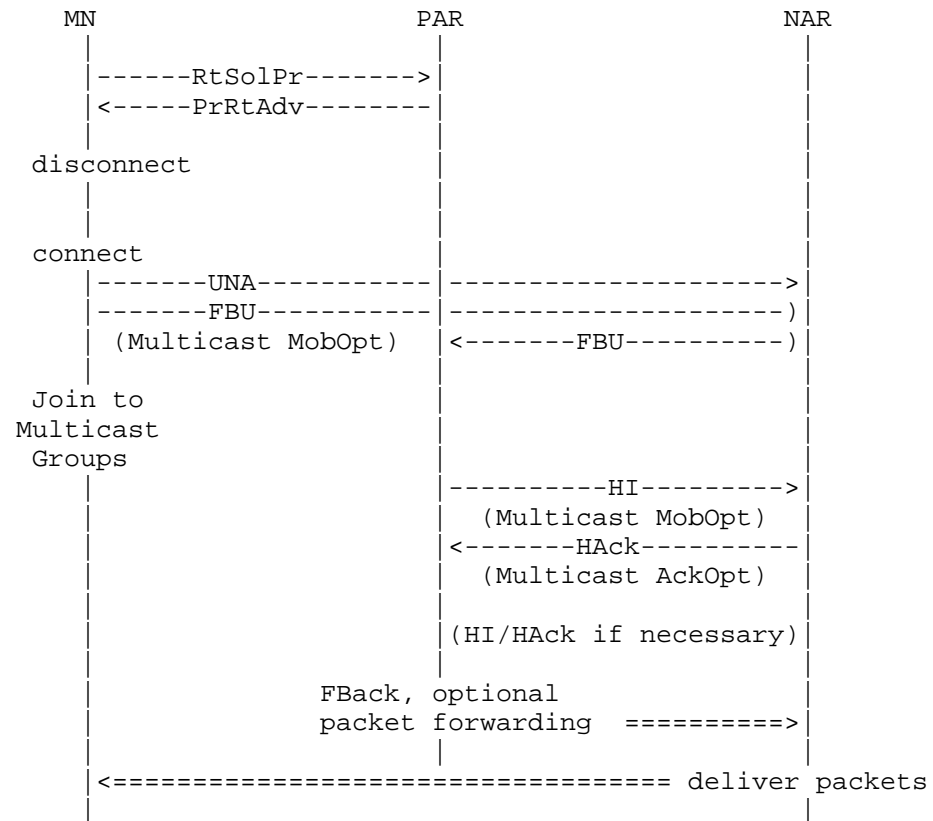 MN PAR NAR
------RtSolPr------->
<-----PrRtAdv--------
disconnect
connect
-------UNA-----------|--------------------->
-------FBU-----------|---------------------)
(Multicast MobOpt) <-------FBU----------)
Join to
Multicast
Groups
----------HI--------->
(Multicast MobOpt)
<-------HAck----------
(Multicast AckOpt)
(HI/HAck if necessary)
FBack, optional
packet forwarding ==========>
<=================================== deliver packets